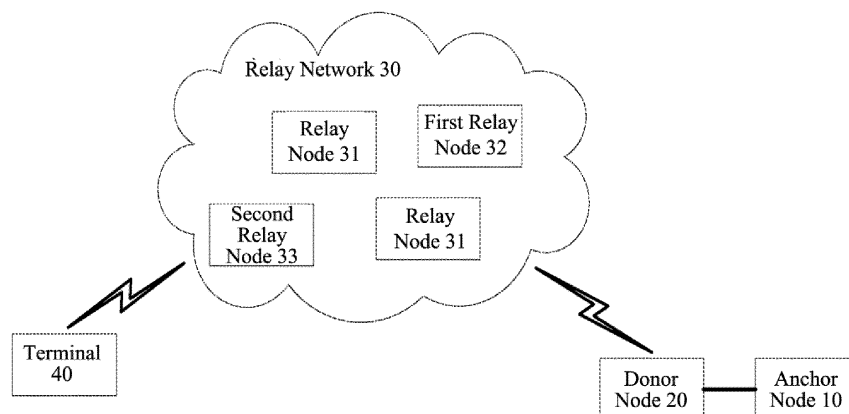 Relay Network 30
Relay
Node 31
First Relay
Node 32
Second
Relay
Node 33
Relay
Node 31
Terminal
40
Donor
Node 20
Anchor
Node 10